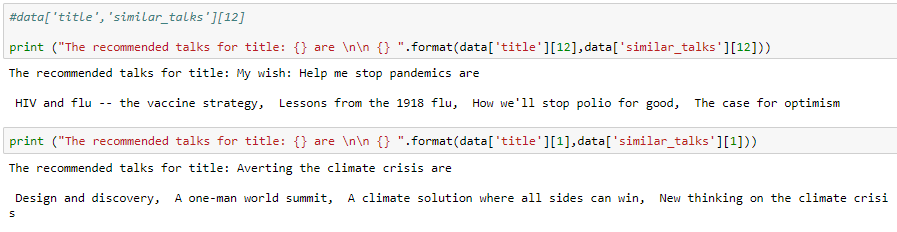 #data['title','similar_talks'][12]
print ("The recommended talks for title: {} are \n\n {} ".format(data['title'][12],data['similar_talks'][12]))
The recommended talks for title: My wish: Help me stop pandemics are
HIV and flu -- the vaccine strategy,  Lessons from the 1918 flu,  How we'll stop polio for good,  The case for optimism
print ("The recommended talks for title: {} are \n\n {} ".format(data['title'][1],data['similar_talks'][1]))
The recommended talks for title: Averting the climate crisis are
Design and discovery,  A one-man world summit,  A climate solution where all sides can win,  New thinking on the climate crisi
s